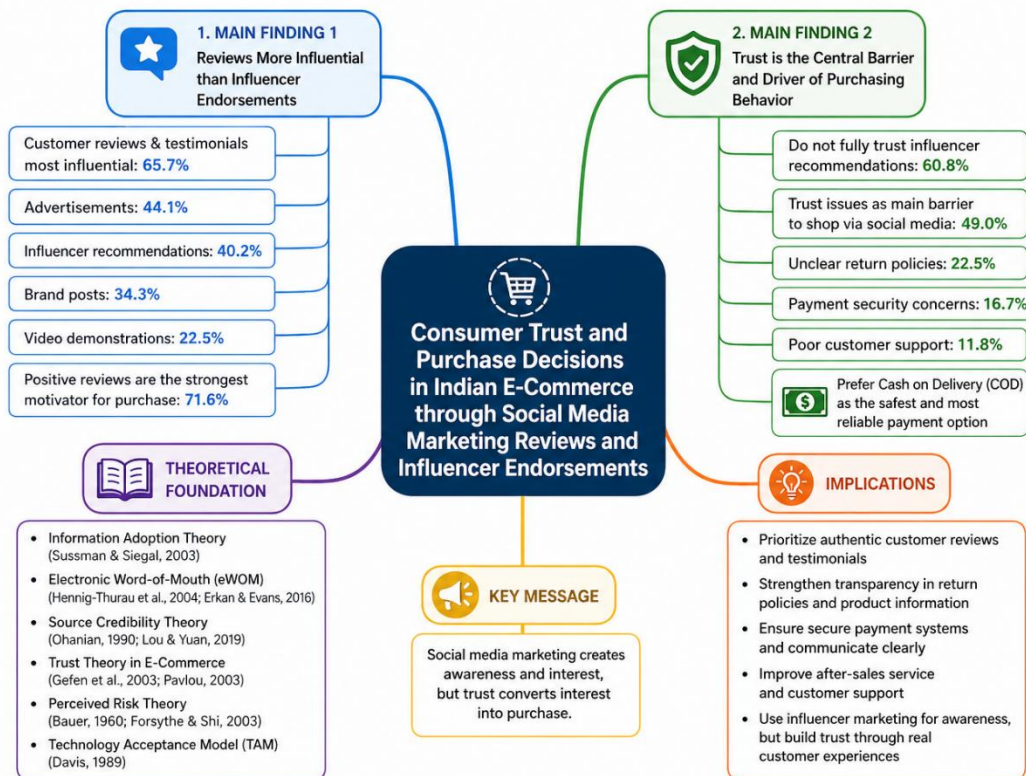 1. MAIN FINDING 1
Reviews More Influential
than Influencer
Endorsements
Customer reviews & testimonials
most influential: 65.7%
Advertisements: 44.1%
Influencer recommendations: 40.2%
Brand posts: 34.3%
Video demonstrations: 22.5%
Positive reviews are the strongest
motivator for purchase: 71.6%
2. MAIN FINDING 2
Trust is the Central Barrier
and Driver of Purchasing
Behavior
Do not fully trust influencer
recommendations: 60.8%
Trust issues as main barrier
to shop via social media: 49.0%
Unclear return policies: 22.5%
Payment security concerns: 16.7%
Poor customer support: 11.8%
$
Prefer Cash on Delivery (COD)
as the safest and most
reliable payment option
Consumer Trust and
Purchase Decisions
in Indian E-Commerce
through Social Media
Marketing Reviews and
Influencer Endorsements
THEORETICAL
FOUNDATION
• Information Adoption Theory
(Sussman & Siegal, 2003)
• Electronic Word-of-Mouth (eWOM)
(Hennig-Thurau et al., 2004; Erkan & Evans, 2016)
• Source Credibility Theory
(Ohanian, 1990; Lou & Yuan, 2019)
• Trust Theory in E-Commerce
(Gefen et al., 2003; Pavlou, 2003)
• Perceived Risk Theory
(Bauer, 1960; Forsythe & Shi, 2003)
• Technology Acceptance Model (TAM)
(Davis, 1989)
KEY MESSAGE
Social media marketing creates
awareness and interest,
but trust converts interest
into purchase.
IMPLICATIONS
• Prioritize authentic customer reviews
and testimonials
• Strengthen transparency in return
policies and product information
• Ensure secure payment systems
and communicate clearly
• Improve after-sales service
and customer support
• Use influencer marketing for awareness,
but build trust through real
customer experiences